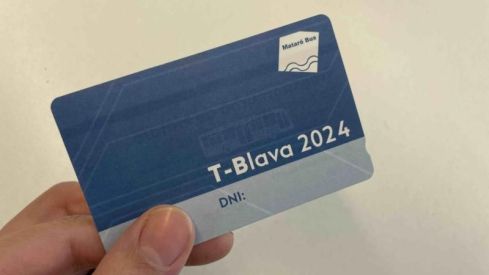 Mataró Bus
T-Blava 2024
DNI: